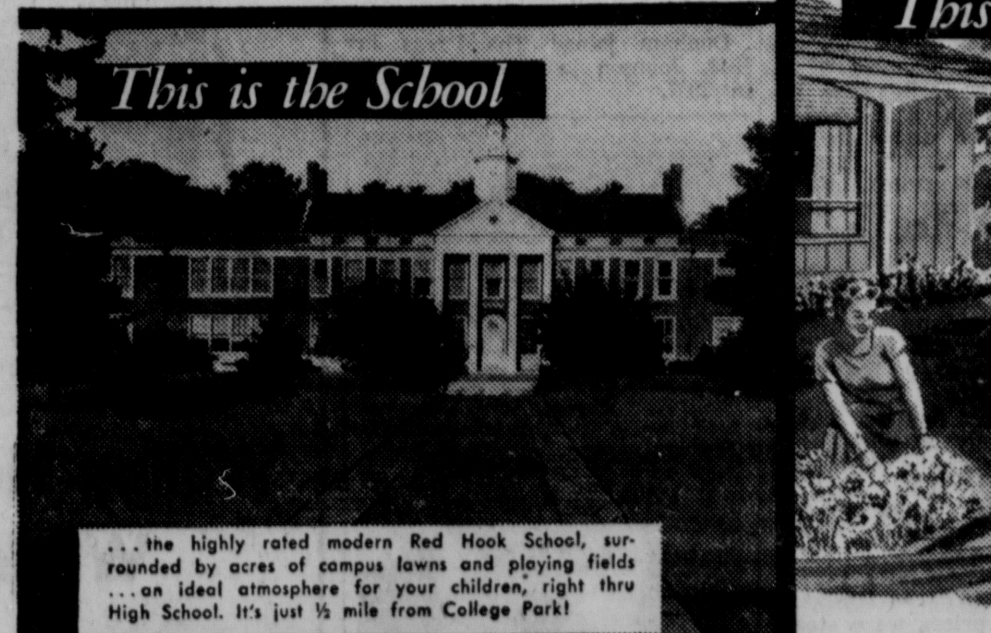 This is the School
This
... the highly rated modern Red Hook School, sur-
rounded by acres of campus lawns and playing fields
... an ideal atmosphere for your children, right thru
High School. It's just ½ mile from College Park!